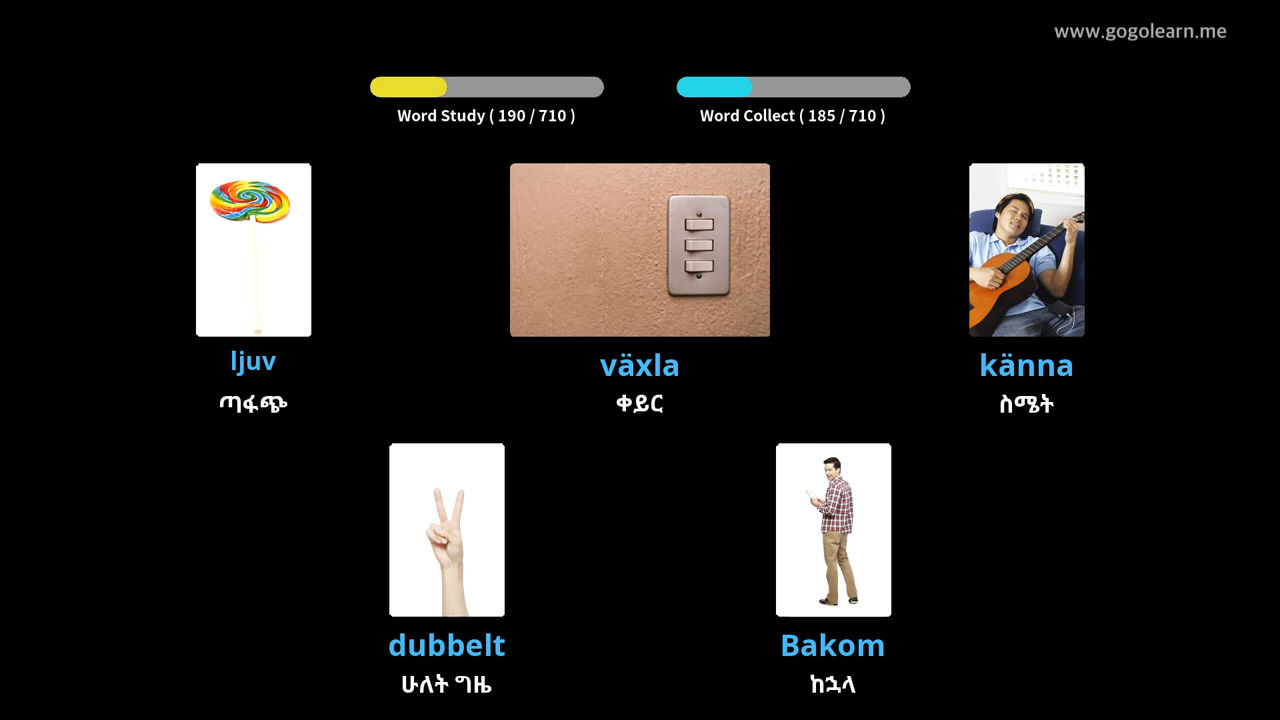 www.gogolearn.me
Word Study ( 190 / 710 )
Word Collect ( 185 / 710 )
ljuv
ጣፋጭ
växla
ቀይር
känna
ስሜት
dubbelt
ሁለት ግዜ
Bakom
ከኋላ